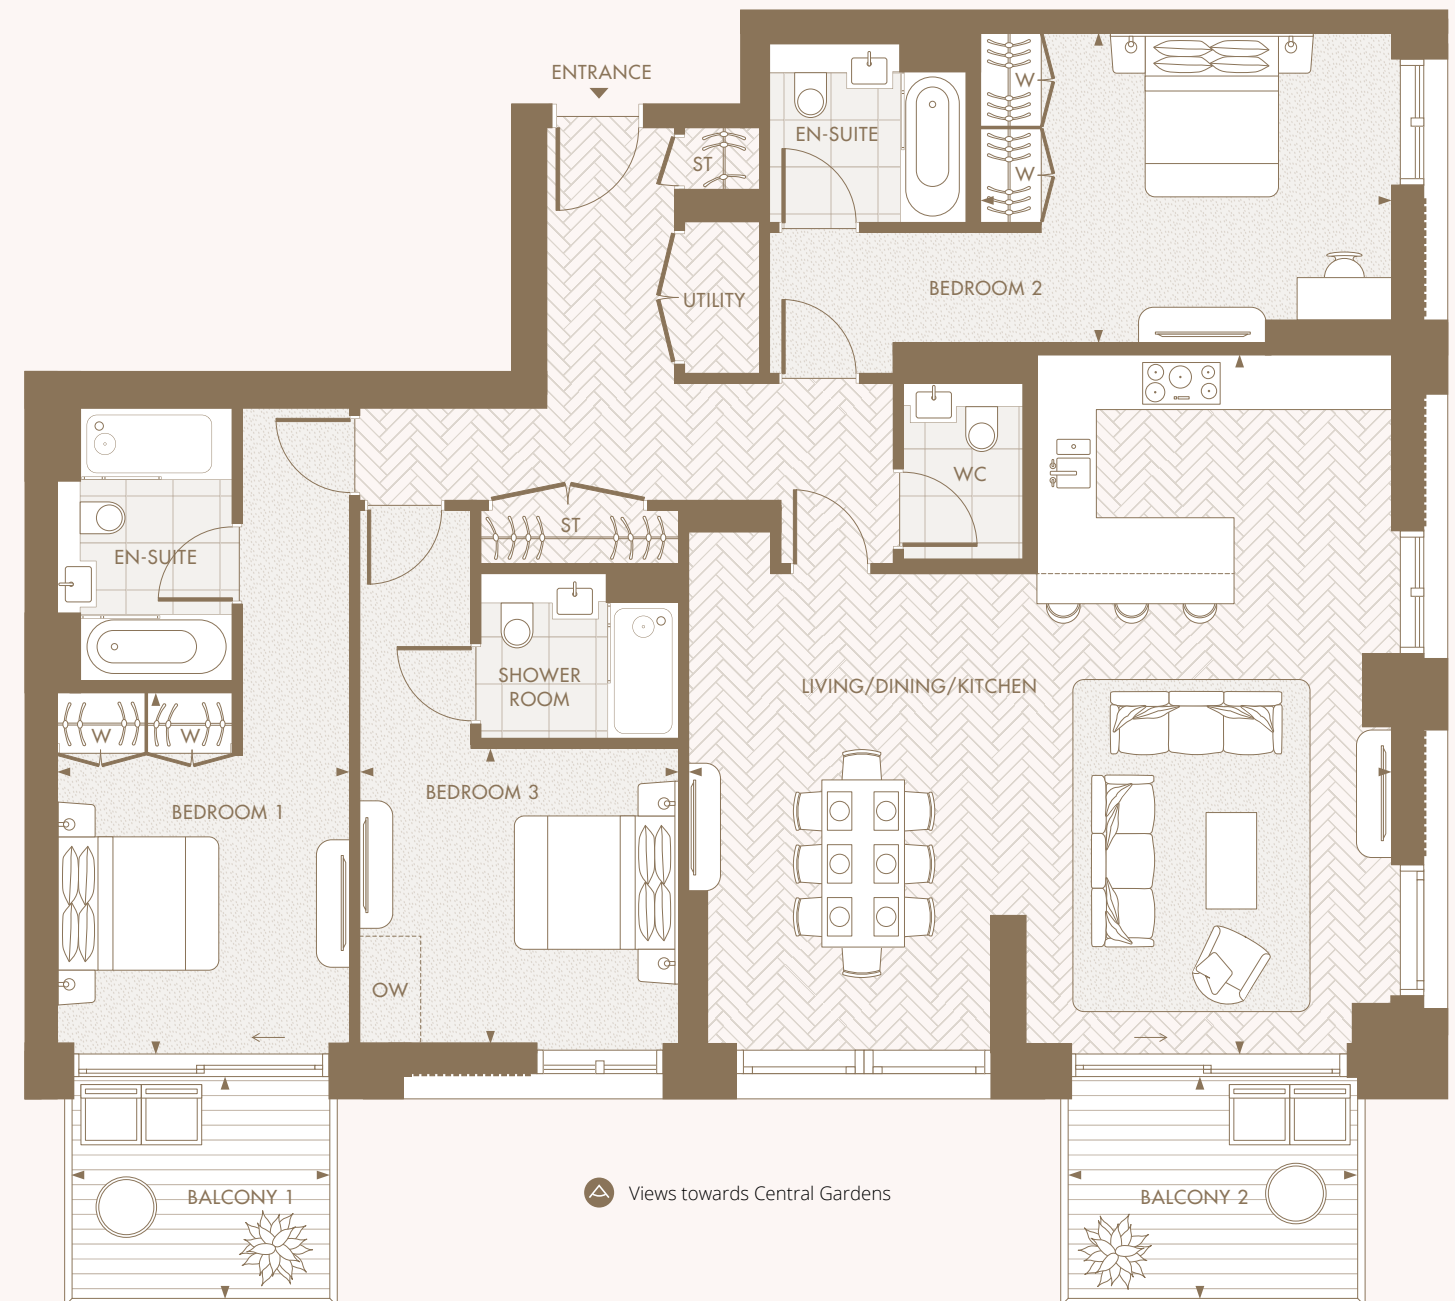 ENTRANCE
ST
EN-SUITE
W
W
UTILITY
BEDROOM 2
WC
ST
EN-SUITE
SHOWER
ROOM
LIVING/DINING/KITCHEN
W
W
BEDROOM 1
BEDROOM 3
OW
BALCONY 1
Views towards Central Gardens
BALCONY 2